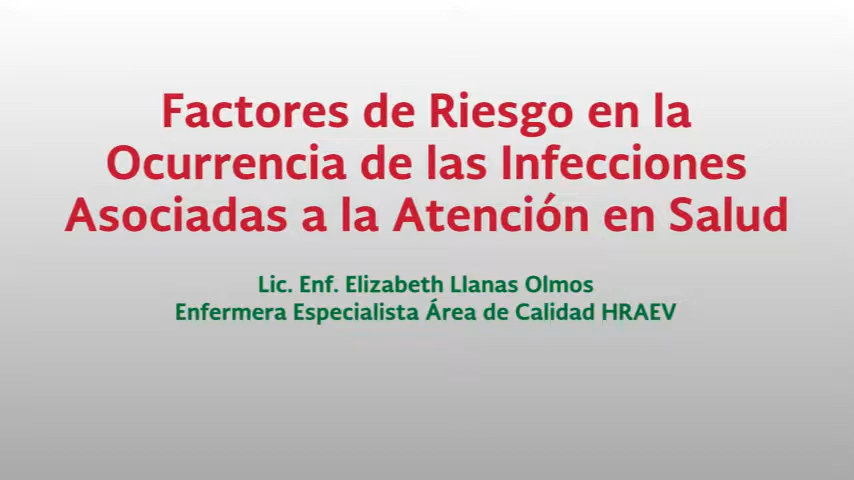 Factores de Riesgo en la
Ocurrencia de las Infecciones
Asociadas a la Atención en Salud
Lic. Enf. Elizabeth Llanas Olmos
Enfermera Especialista Área de Calidad HRAEV